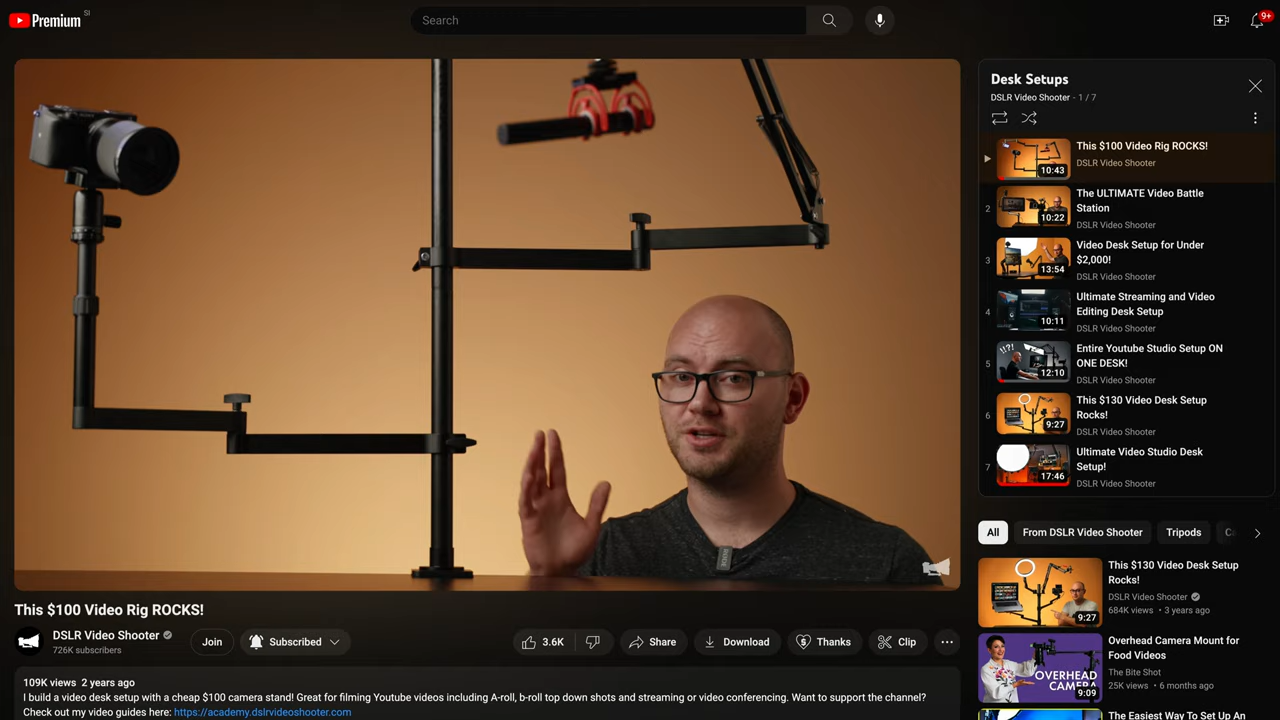 Premium SI
Search
9+
Desk Setups
DSLR Video Shooter - 1 / 7
This $100 Video Rig ROCKS!
DSLR Video Shooter
10:43
2
The ULTIMATE Video Battle
Station
DSLR Video Shooter
10:22
3
Video Desk Setup for Under
$2,000!
DSLR Video Shooter
13:54
4
Ultimate Streaming and Video
Editing Desk Setup
DSLR Video Shooter
10:11
5
!!?!
Entire Youtube Studio Setup ON
ONE DESK!
DSLR Video Shooter
12:10
6
This $130 Video Desk Setup
Rocks!
DSLR Video Shooter
9:27
7
Ultimate Video Studio Desk
Setup!
DSLR Video Shooter
17:46
RODE
This $100 Video Rig ROCKS!
DSLR Video Shooter
726K subscribers
Join
Subscribed
3.6K
Share
Download
Thanks
Clip
109K views 2 years ago
I build a video desk setup with a cheap $100 camera stand! Great for filming Youtube videos including A-roll, b-roll top down shots and streaming or video conferencing. Want to support the channel?
Check out my video guides here: https://academy.dslrvideoshooter.com
All From DSLR Video Shooter Tripods
This $130 Video Desk Setup
Rocks!
DSLR Video Shooter
684K views • 3 years ago
9:27
Overhead Camera Mount for
Food Videos
The Bite Shot
25K views • 6 months ago
OVERHEAD
9:09
The Easiest Way To Set Up An